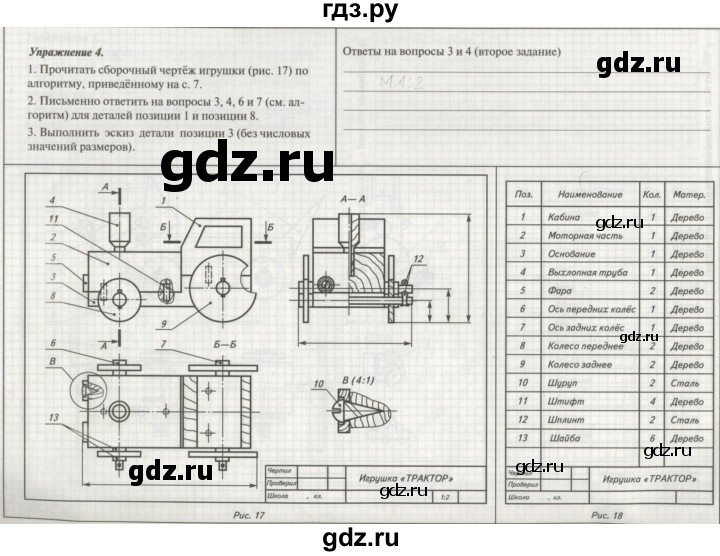 гдз.ру
Упражнение 4.
1. Прочитать сборочный чертёж игрушки (рис. 17) по
алгоритму, приведённому на с. 7.
2. Письменно ответить на вопросы 3, 4, 6 и 7 (см. ал-
горитм) для деталей позиции 1 и позиции 8.
3. Выполнить эскиз детали позиции 3 (без числовых
значений размеров).
Ответы на вопросы 3 и 4 (второе задание)
М 1:2
gdz.ru
gdz.ru
gdz.ru
А
4
11
2
5
3
8
1
Б
Б
9
А
А—А
12
6
7
Б—Б
В
13
10
В (4:1)
gdz.ru
gdz.ru
Чертил
Проверил
Школа , кл.
Игрушка «ТРАКТОР»
1:2
gdz.ru
Рис. 17
Поз. Наименование Кол. Матер.
1 Кабина 1 Дерево
2 Моторная часть 1 Дерево
3 Основание 1 Дерево
4 Выхлопная труба 1 Дерево
5 Фара 2 Дерево
6 Ось передних колёс 1 Дерево
7 Ось задних колёс 1 Дерево
8 Колесо переднее 2 Дерево
9 Колесо заднее 2 Дерево
10 Шуруп 2 Сталь
11 Штифт 4 Дерево
12 Шплинт 2 Сталь
13 Шайба 6 Дерево
gdz.ru
gdz.ru
gdz.ru
Чертил
Проверил
Школа , кл.
Игрушка «ТРАКТОР»
Рис. 18
gdz.ru